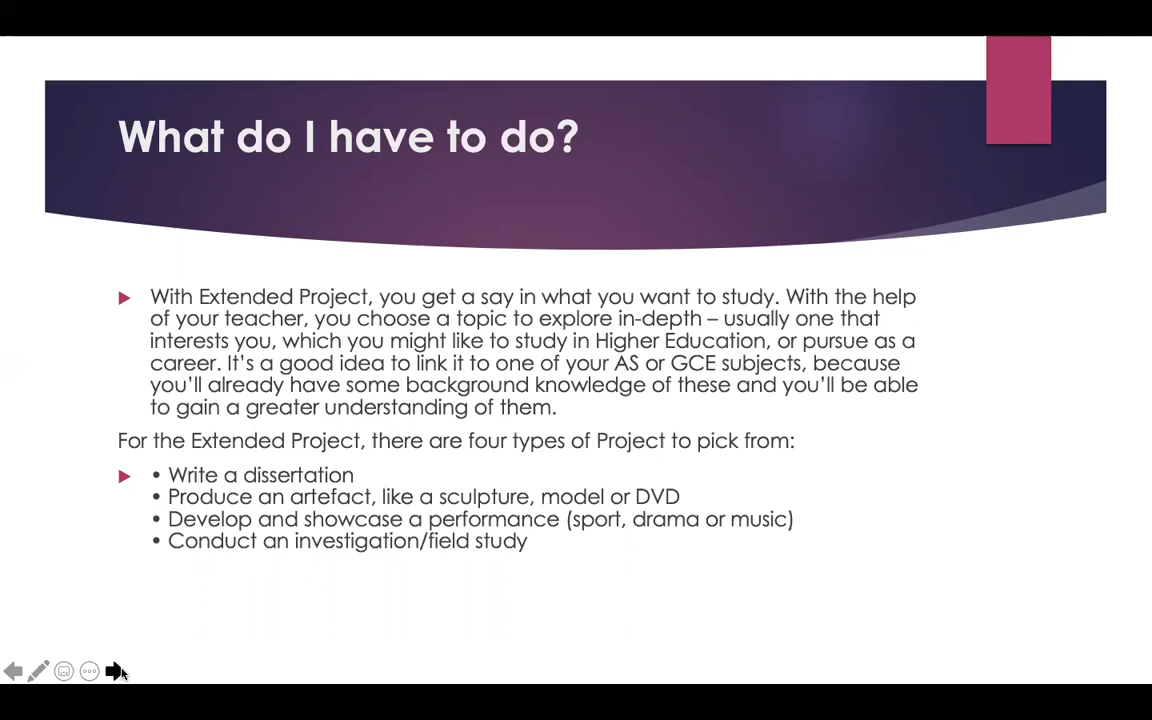 What do I have to do?
With Extended Project, you get a say in what you want to study. With the help
of your teacher, you choose a topic to explore in-depth – usually one that
interests you, which you might like to study in Higher Education, or pursue as a
career. It’s a good idea to link it to one of your AS or GCE subjects, because
you’ll already have some background knowledge of these and you’ll be able
to gain a greater understanding of them.
For the Extended Project, there are four types of Project to pick from:
• Write a dissertation
• Produce an artefact, like a sculpture, model or DVD
• Develop and showcase a performance (sport, drama or music)
• Conduct an investigation/field study